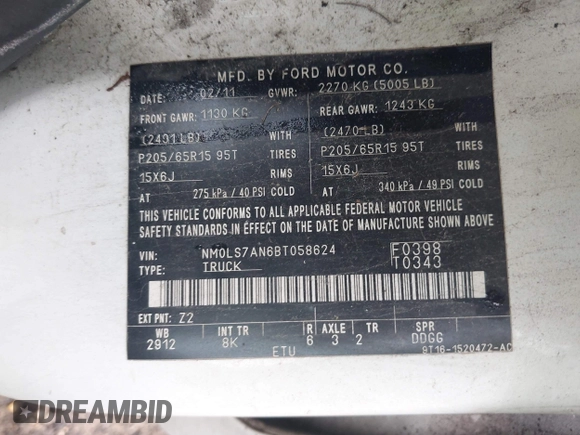 MFD. BY FORD MOTOR CO.
DATE: 02/11 GVWR: 2270 KG (5005 LB)
FRONT GAWR: 1130 KG REAR GAWR: 1243 KG
(2491 LB) WITH (2470 LB) WITH
P205/65R15 95T TIRES P205/65R15 95T TIRES
15X6J RIMS 15X6J RIMS
AT 275 kPa / 40 PSI COLD AT 340 kPa / 49 PSI COLD
THIS VEHICLE CONFORMS TO ALL APPLICABLE FEDERAL MOTOR VEHICLE
SAFETY STANDARDS IN EFFECT ON THE DATE OF MANUFACTURE SHOWN ABOVE.
VIN: NM0LS7AN6BT058624 F0398
TYPE: TRUCK T0343
EXT PNT: Z2
WB INT TR R AXLE TR SPR
2912 8K 6 3 2 DDGG
ETU 9T16-1520472-AC
DREAMBID